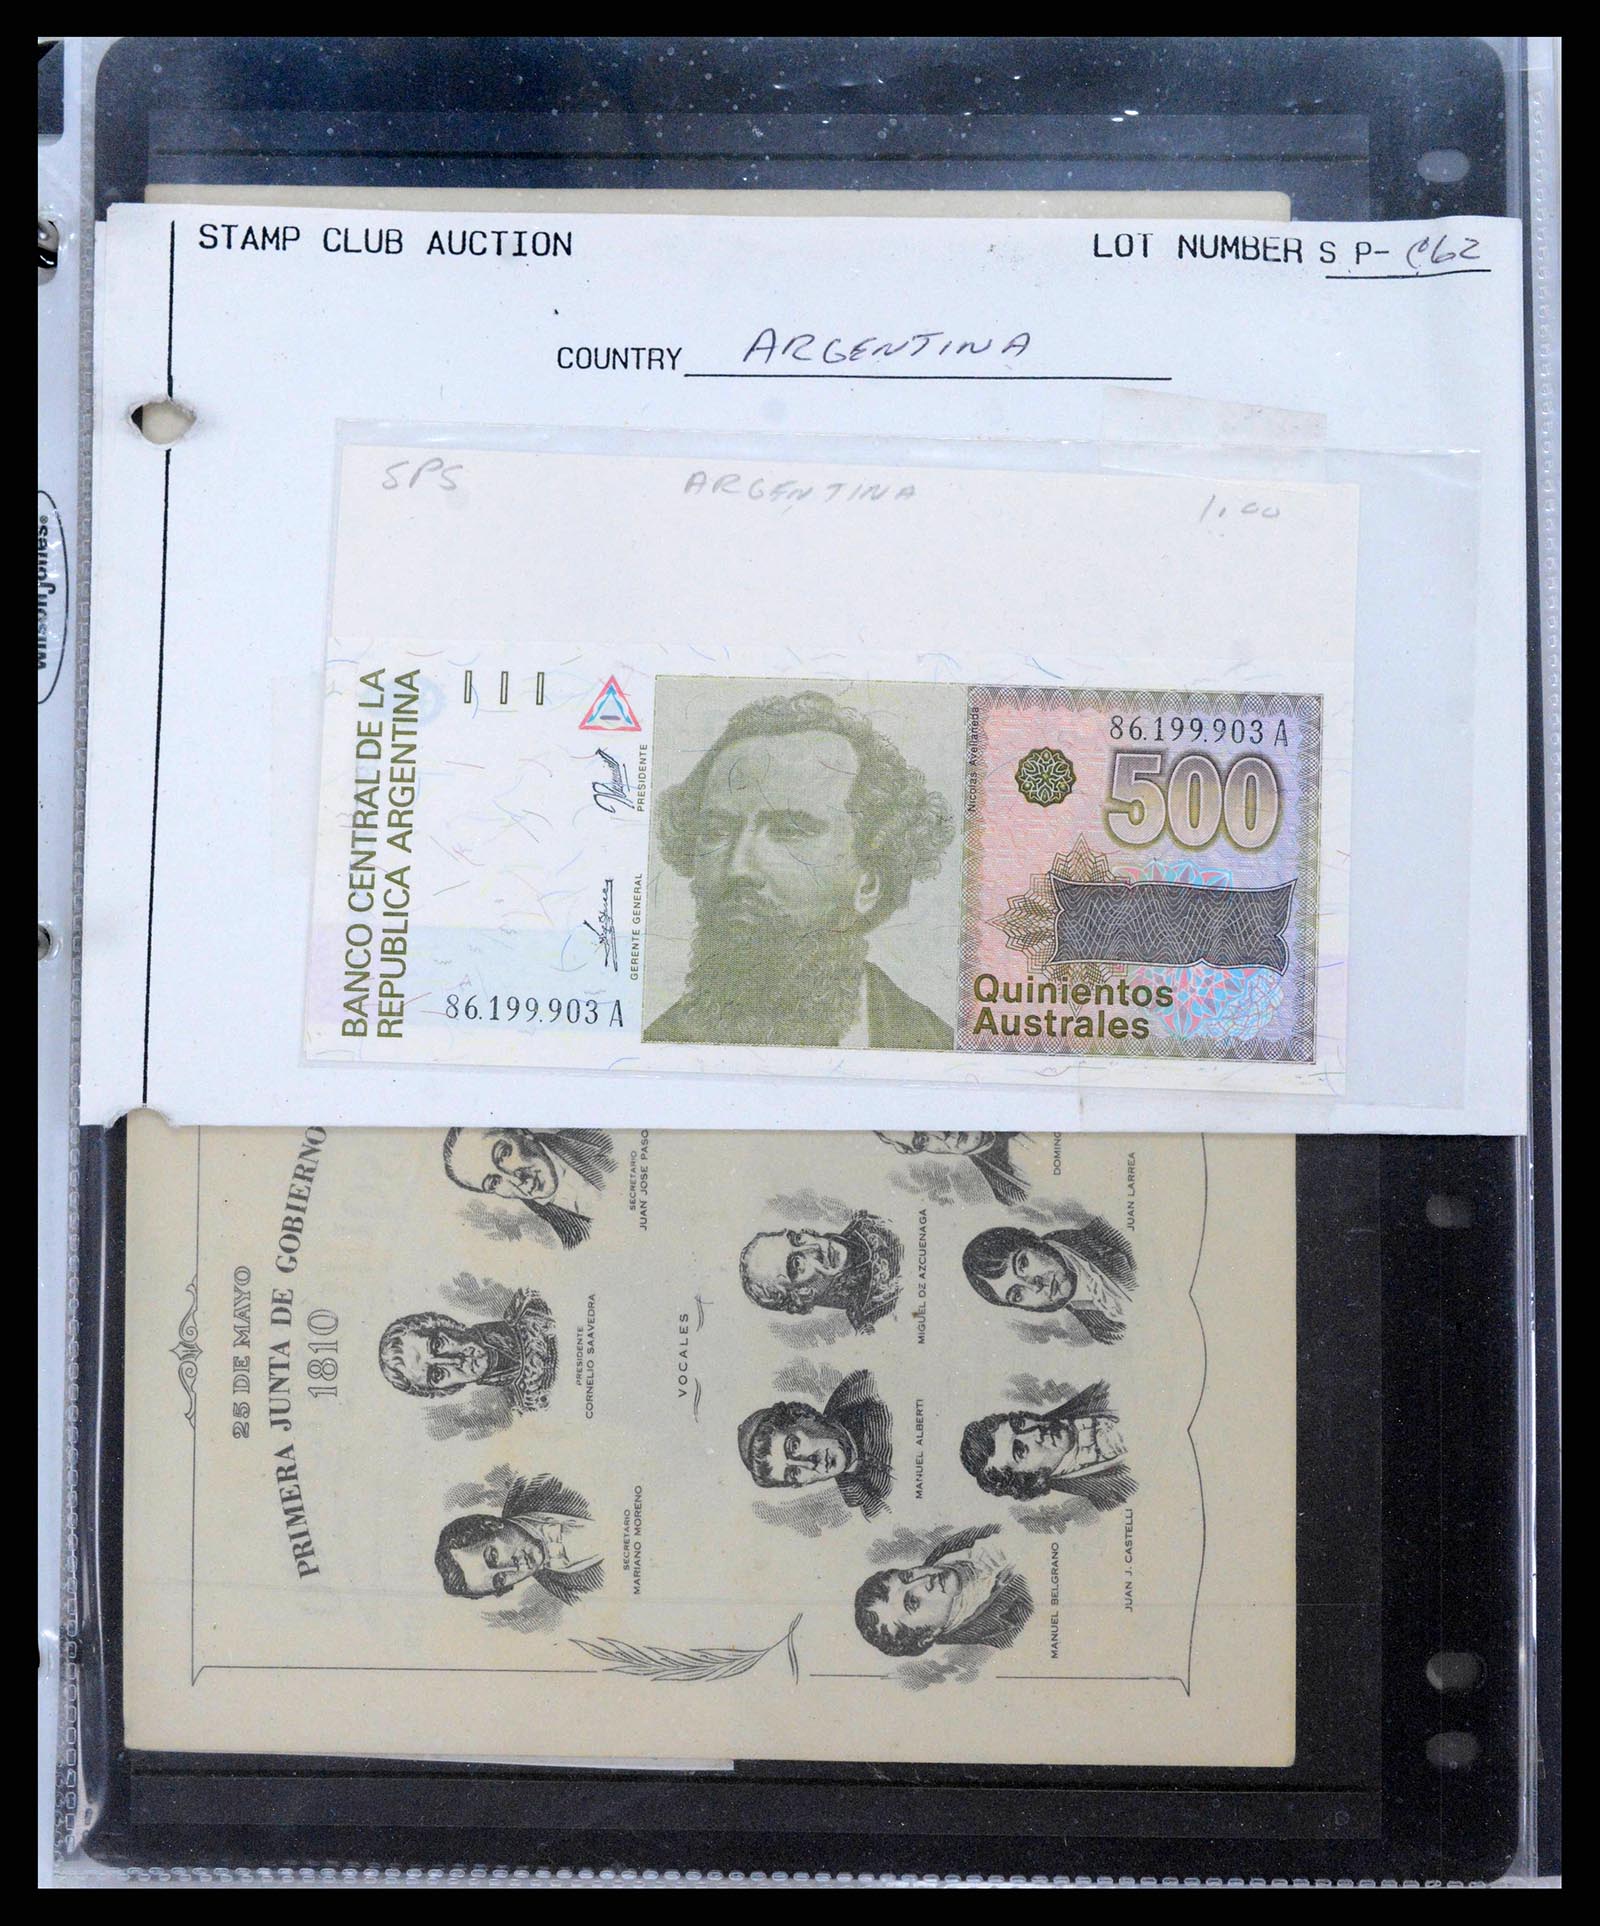 STAMP CLUB AUCTION
LOT NUMBER S P-
COUNTRY ARGENTINA
SPS ARGENTINA 1.00
BANCO CENTRAL DE LA
REPUBLICA ARGENTINA
PRESIDENTE
GERENTE GENERAL
86.199.903 A
Nicolás Avellaneda
86.199.903 A
500
Quinientos
Australes
Wilson Jones®
25 DE MAYO
PRIMERA JUNTA DE GOBIERNO
1810
SECRETARIO
JUAN JOSE PASO
PRESIDENTE
CORNELIO SAAVEDRA
SECRETARIO
MARIANO MORENO
VOCALES
DOMING
JUAN LARREA
MIGUEL DE AZCUENAGA
MANUEL ALBERTI
JUAN J. CASTELLI
MANUEL BELGRANO